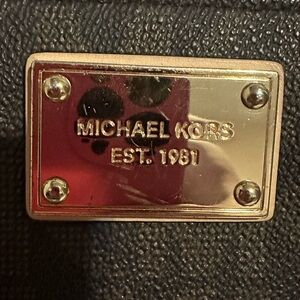 MICHAEL KORS
EST. 1981